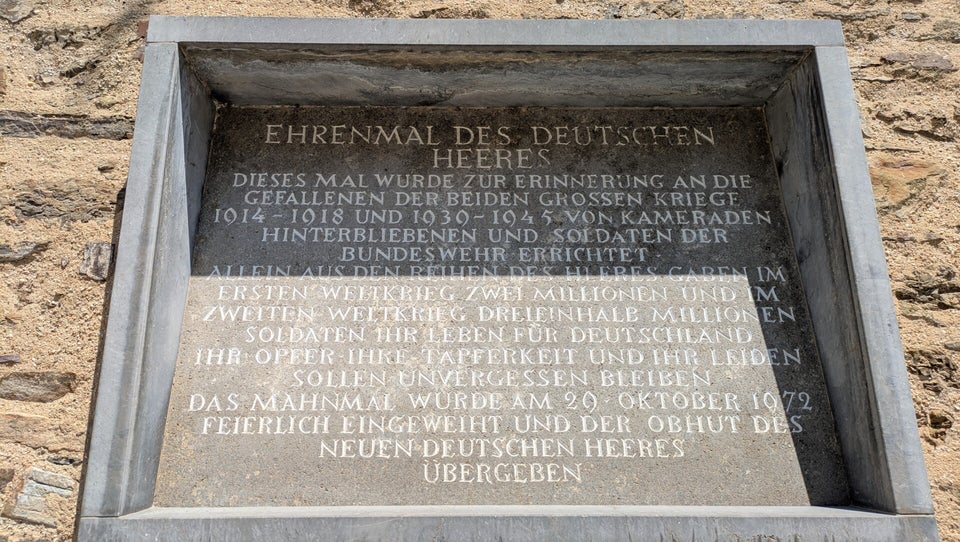 EHRENMAL DES DEUTSCHEN
HEERES
DIESES MAL WURDE ZUR ERINNERUNG AN DIE
GEFALLENEN DER BEIDEN GROSSEN KRIEGE
1914-1918 UND 1939-1945 VON KAMERADEN
HINTERBLIEBENEN UND SOLDATEN DER
BUNDESWEHR ERRICHTET
ALLEIN AUS DEN REIHEN DES HEERES GABEN IM
ERSTEN WELTKRIEG ZWEI MILLIONEN UND IM
ZWEITEN WELTKRIEG DREIEINHALB MILLIONEN
SOLDATEN IHR LEBEN FÜR DEUTSCHLAND
IHR OPFER IHRE TAPFERKEIT UND IHR LEIDEN
SOLLEN UNVERGESSEN BLEIBEN
DAS MAHNMAL WURDE AM 29 OKTOBER 1972
FEIERLICH EINGEWEIHT UND DER OBHUT DES
NEUEN DEUTSCHEN HEERES
ÜBERGEBEN